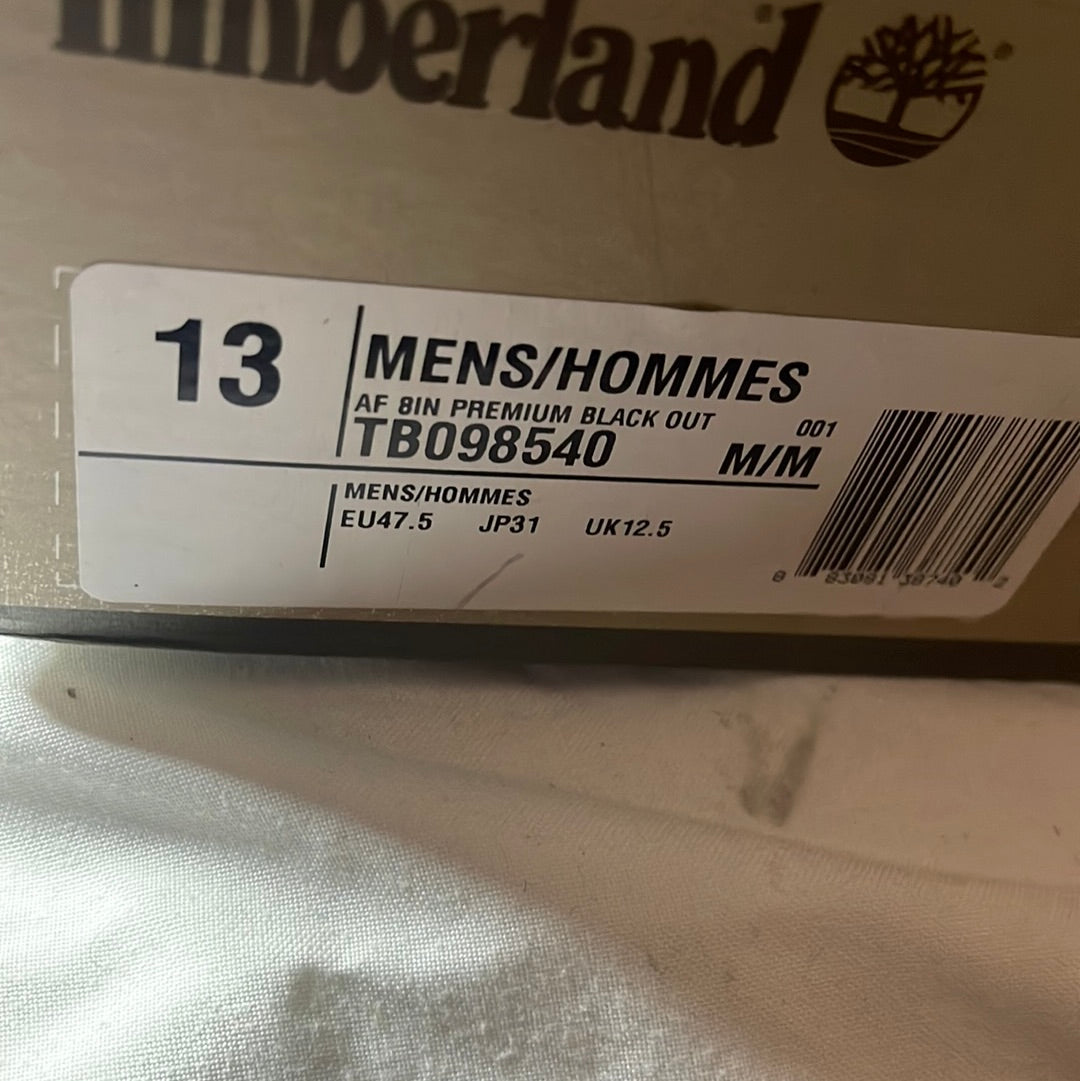 Timberland
13
MENS/HOMMES
AF 8IN PREMIUM BLACK OUT 001
TB098540 M/M
MENS/HOMMES
EU47.5 JP31 UK12.5